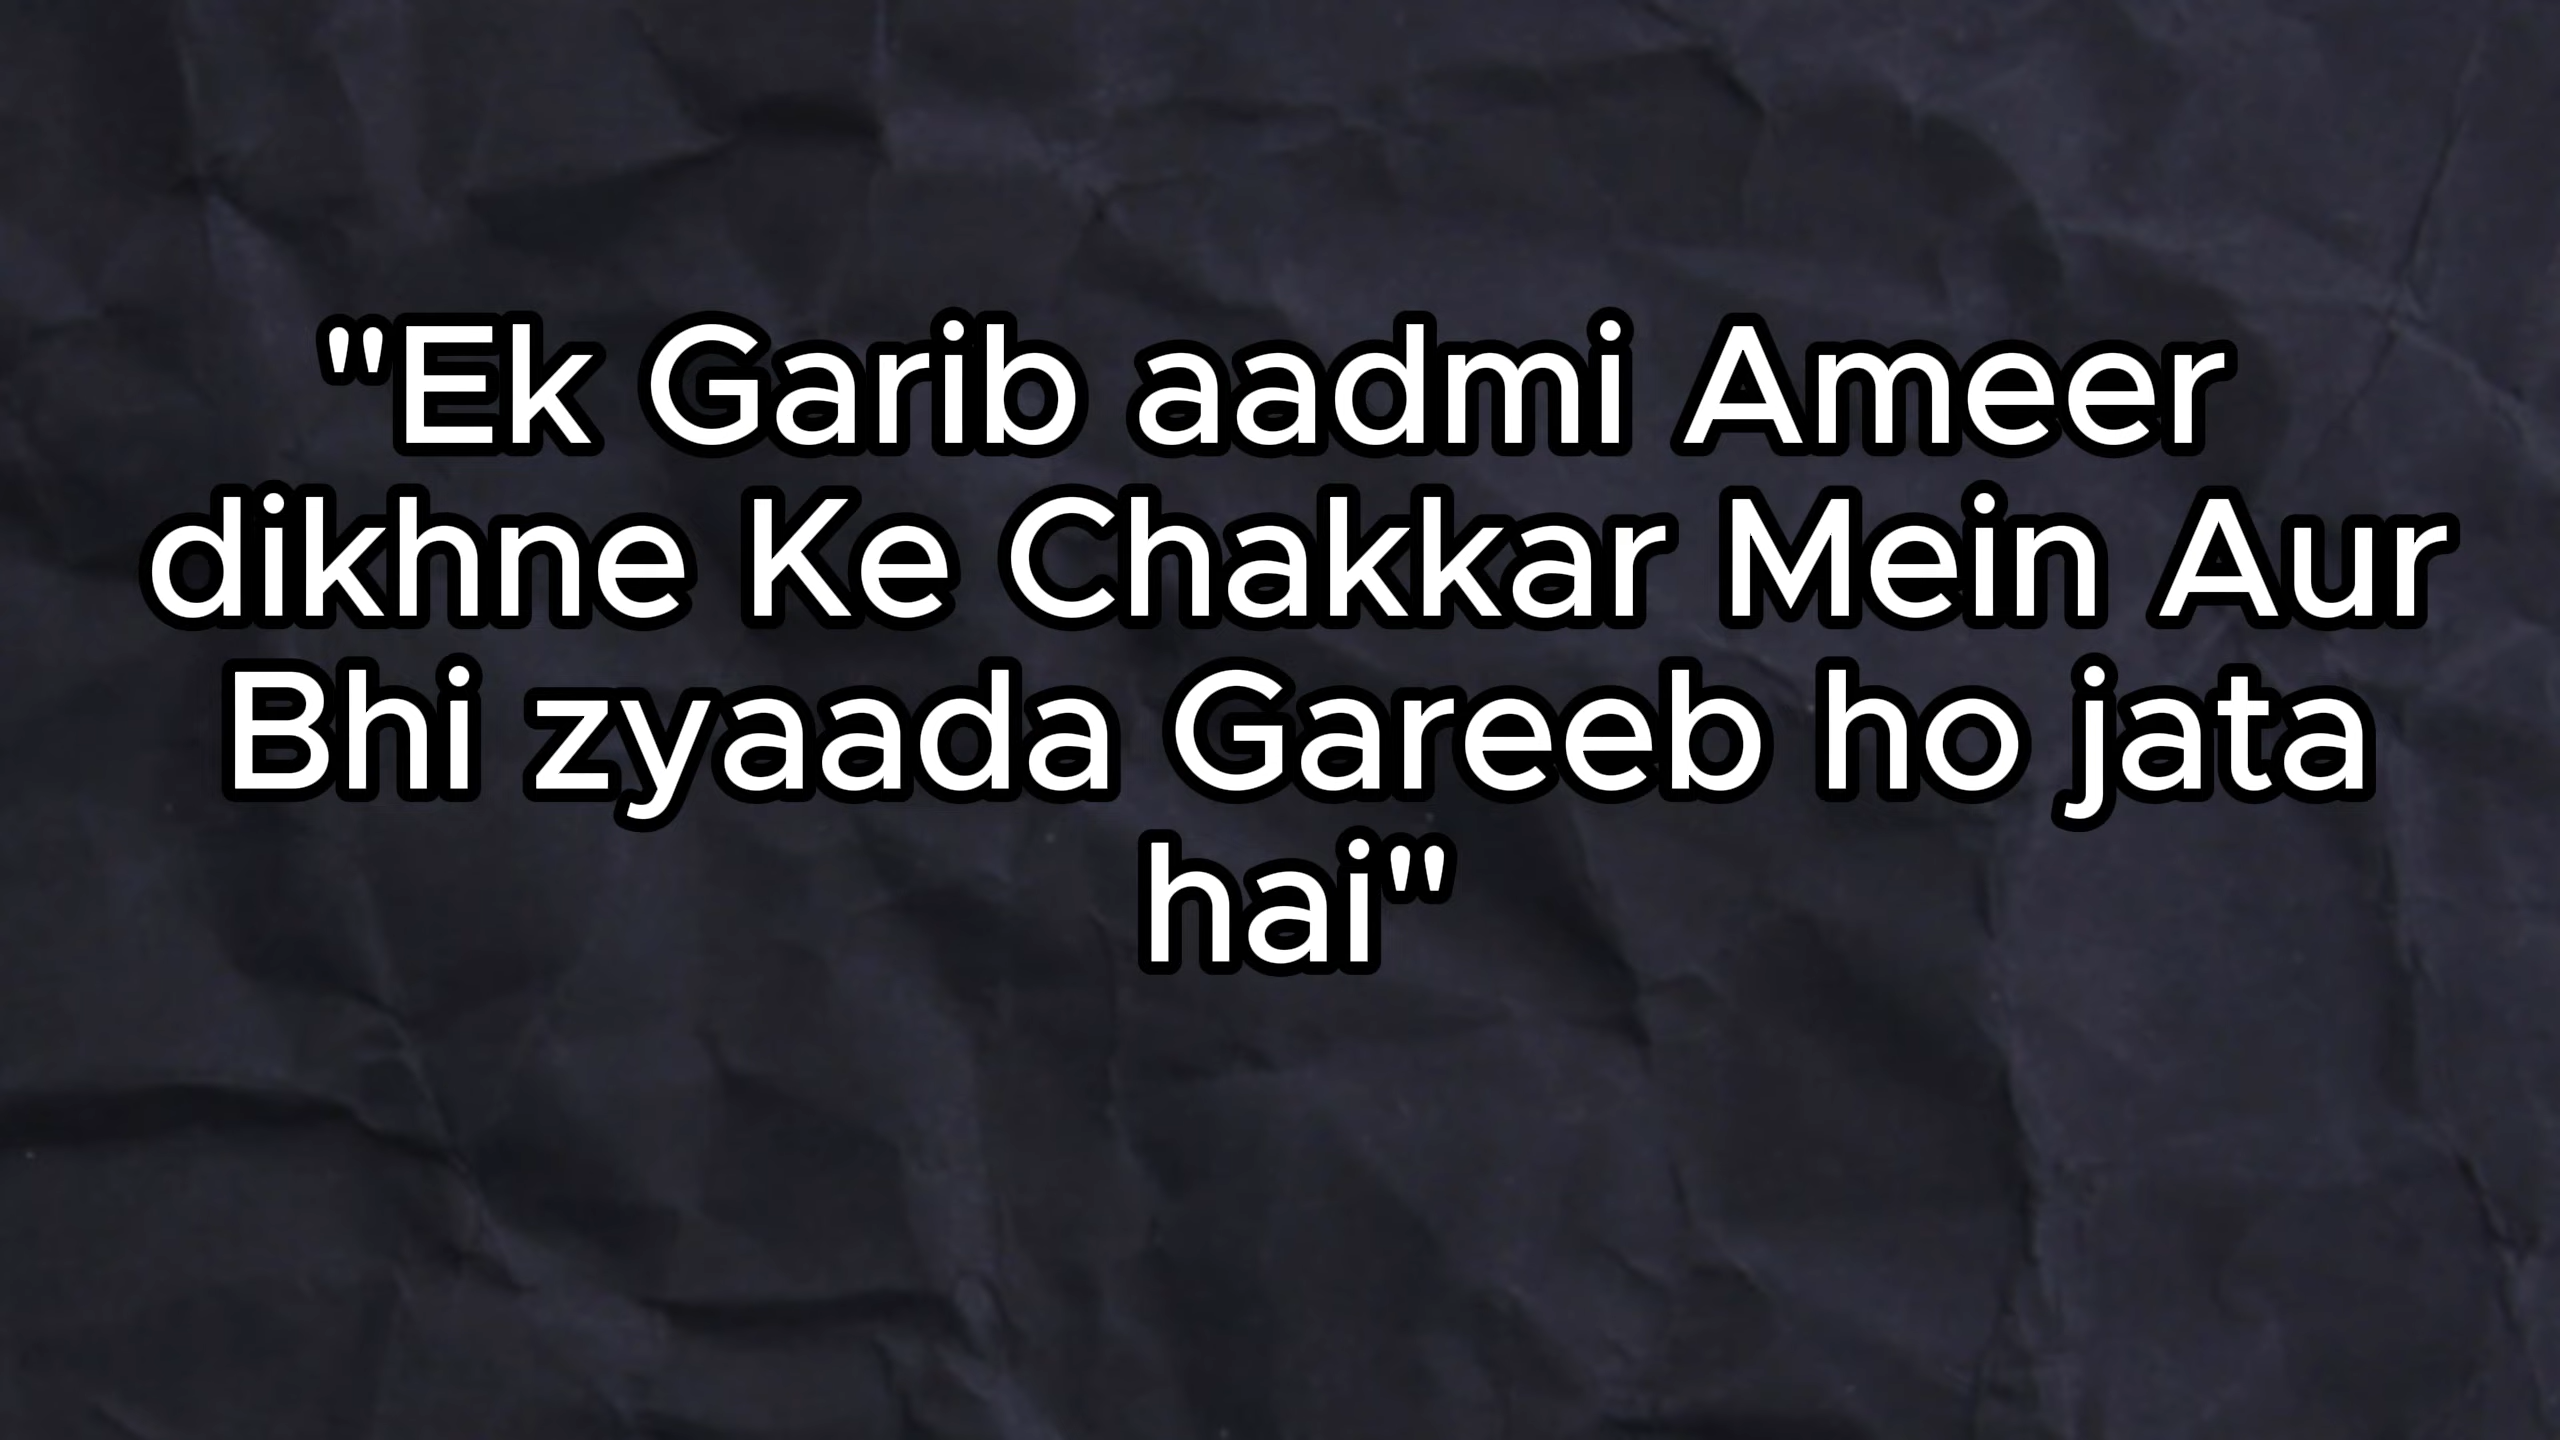 "Ek Garib aadmi Ameer
dikhne Ke Chakkar Mein Aur
Bhi zyaada Gareeb ho jata
hai"